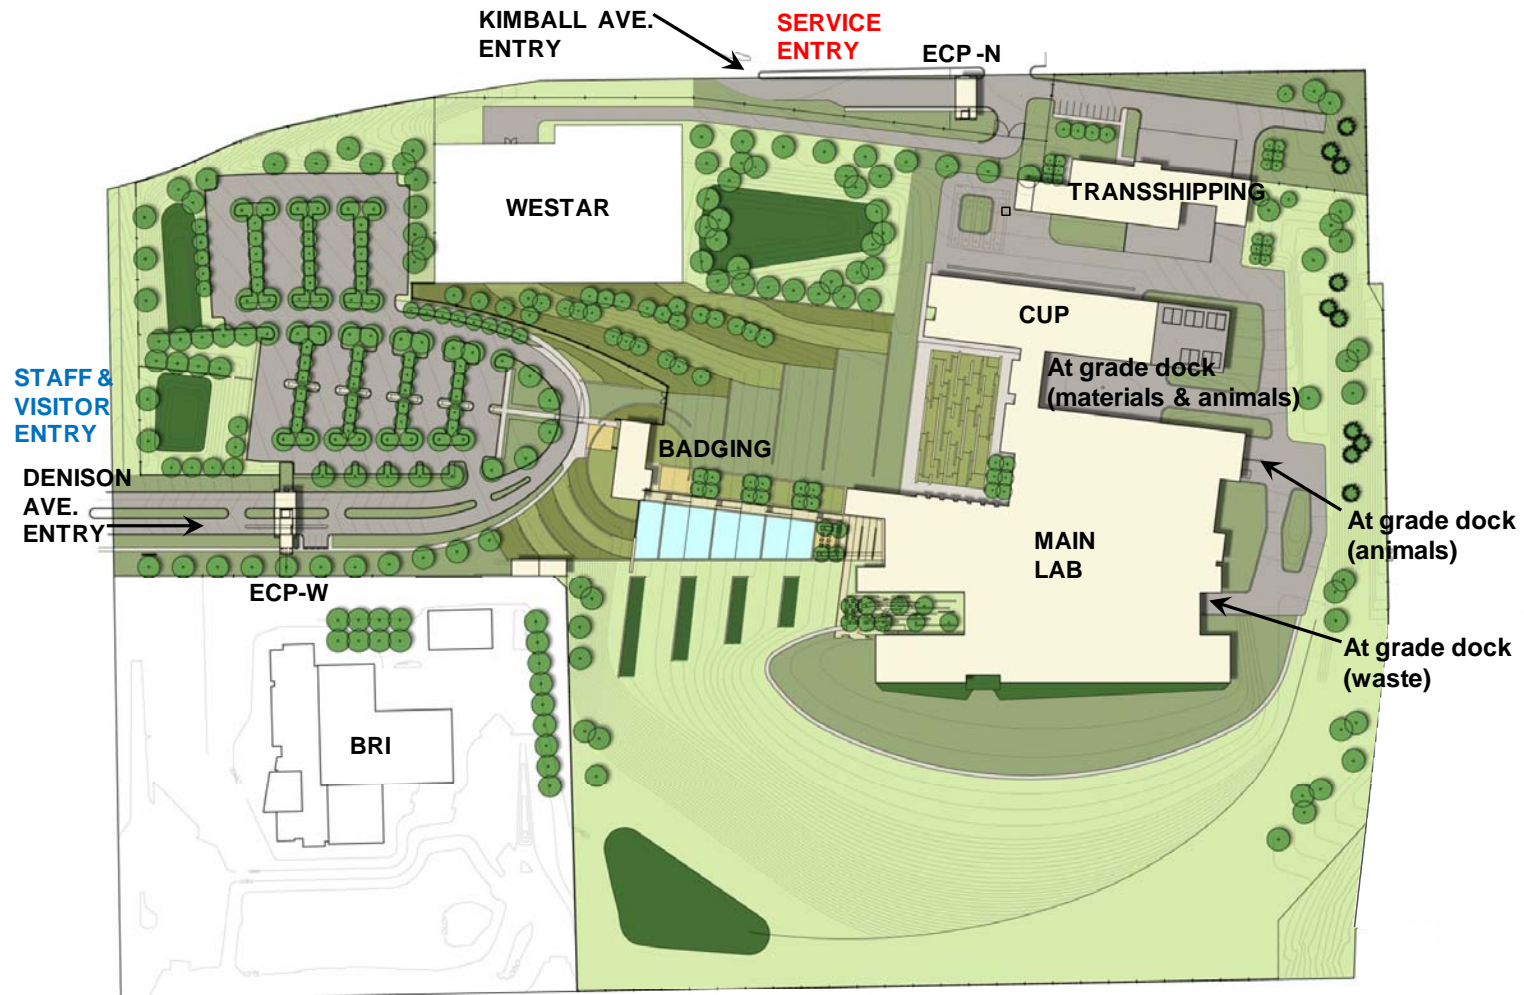 KIMBALL AVE.
ENTRY
SERVICE
ENTRY
ECP -N
WESTAR
TRANSSHIPPING
CUP
At grade dock
(materials & animals)
STAFF &
VISITOR
ENTRY
BADGING
DENISON
AVE.
ENTRY
At grade dock
(animals)
MAIN
LAB
ECP-W
At grade dock
(waste)
BRI